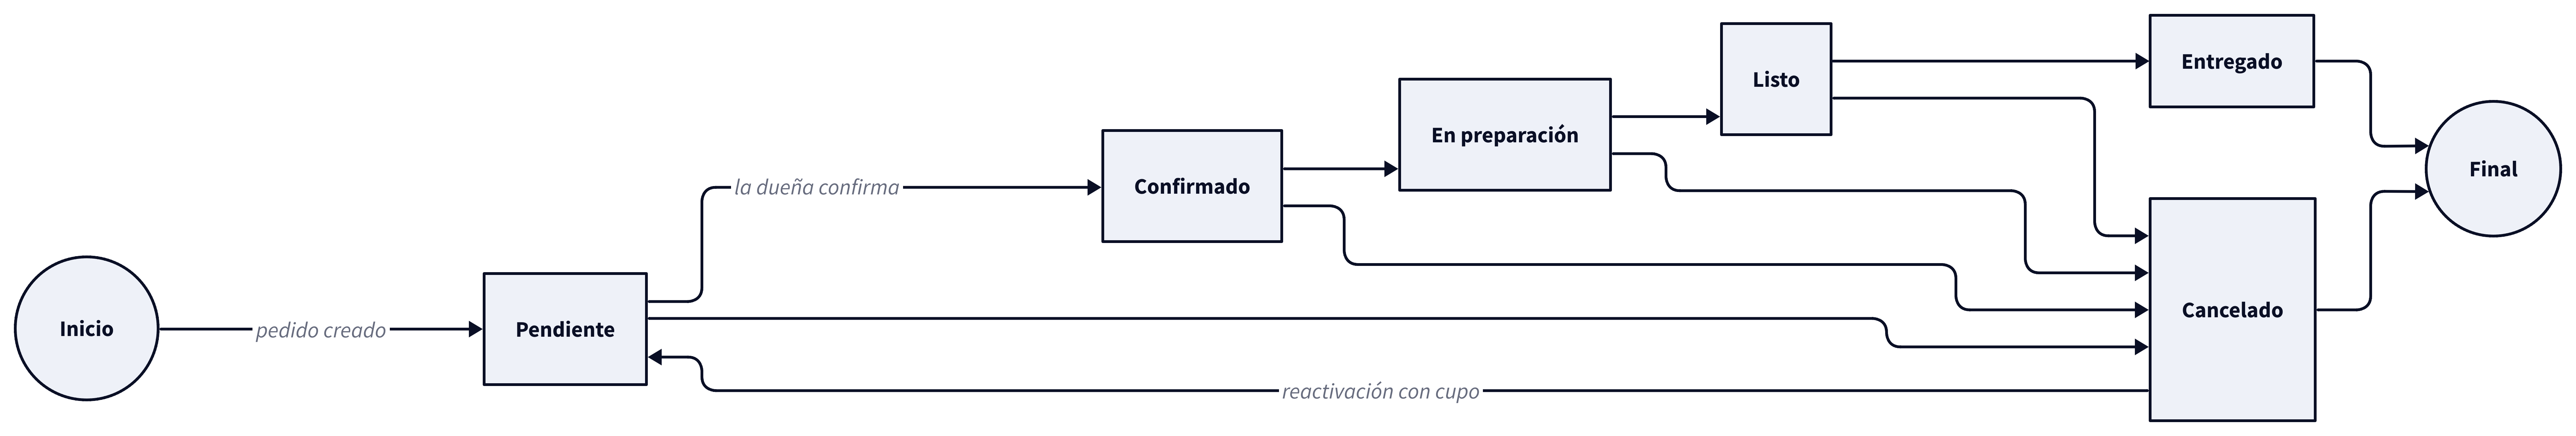 Inicio
pedido creado
Pendiente
la dueña confirma
Confirmado
En preparación
Listo
Entregado
Cancelado
Final
reactivación con cupo